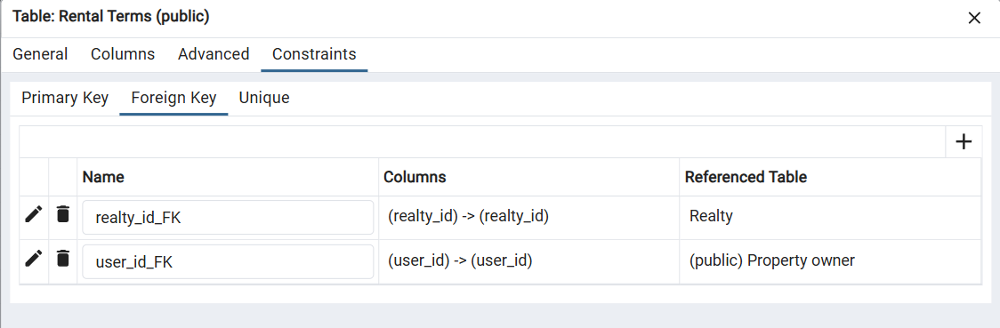 Table: Rental Terms (public)
General Columns Advanced Constraints
Primary Key Foreign Key Unique
Name Columns Referenced Table
realty_id_FK (realty_id) -> (realty_id) Realty
user_id_FK (user_id) -> (user_id) (public) Property owner